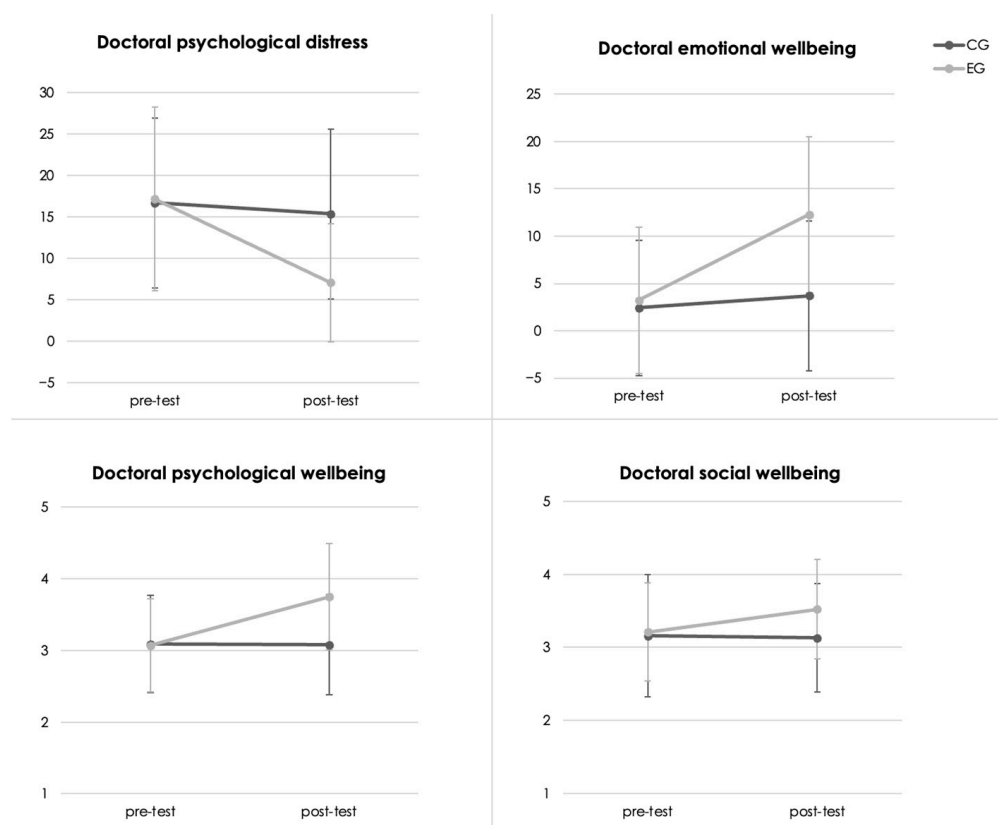 Doctoral psychological distress
30
25
20
15
10
5
0
−5
pre-test post-test
Doctoral emotional wellbeing
CG
EG
25
20
15
10
5
0
−5
pre-test post-test
Doctoral psychological wellbeing
5
4
3
2
1
pre-test post-test
Doctoral social wellbeing
5
4
3
2
1
pre-test post-test